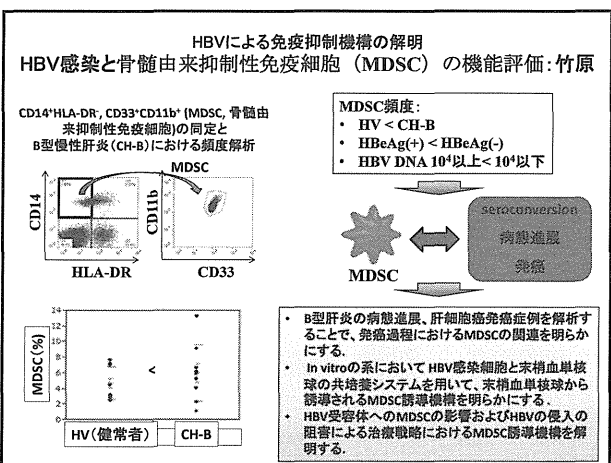 HBVによる免疫抑制機構の解明
HBV感染と骨髄由来抑制性免疫細胞（MDSC）の機能評価：竹原
CD14⁺HLA-DR⁻, CD33⁺CD11b⁺ (MDSC, 骨髄由
来抑制性免疫細胞)の同定と
B型慢性肝炎（CH-B）における頻度解析
MDSC
CD14
HLA-DR
CD11b
CD33
MDSC頻度：
• HV < CH-B
• HBeAg(+) < HBeAg(-)
• HBV DNA 10⁴以上< 10⁴以下
MDSC
seroconversion
病態進展
発癌
MDSC(%)
14
12
10
8
6
4
2
0
<
HV（健常者）
CH-B
• B型肝炎の病態進展、肝細胞癌発癌症例を解析す
ることで、発癌過程におけるMDSCの関連を明らか
にする.
• In vitroの系においてHBV感染細胞と末梢血単核
球の共培養システムを用いて、末梢血単核球から
誘導されるMDSC誘導機構を明らかにする.
• HBV受容体へのMDSCの影響およびHBVの侵入の
阻害による治療戦略におけるMDSC誘導機構を解
明する.